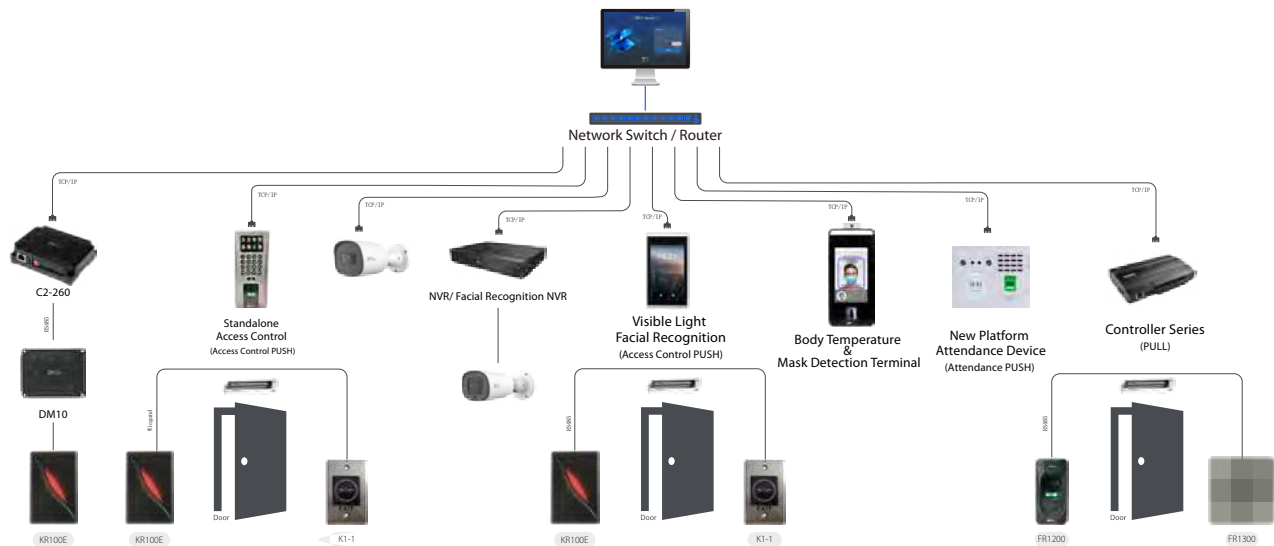 Network Switch / Router
TCP/IP
TCP/IP
TCP/IP
TCP/IP
TCP/IP
TCP/IP
TCP/IP
TCP/IP
C2-260
RS485
DM10
KR100E
Standalone
Access Control
(Access Control PUSH)
NVR/ Facial Recognition NVR
Visible Light
Facial Recognition
(Access Control PUSH)
Body Temperature
&
Mask Detection Terminal
New Platform
Attendance Device
(Attendance PUSH)
Controller Series
(PULL)
Door
KR100E
EXIT
K1-1
RS485
Door
KR100E
EXIT
K1-1
RS485
Door
FR1200
FR1300